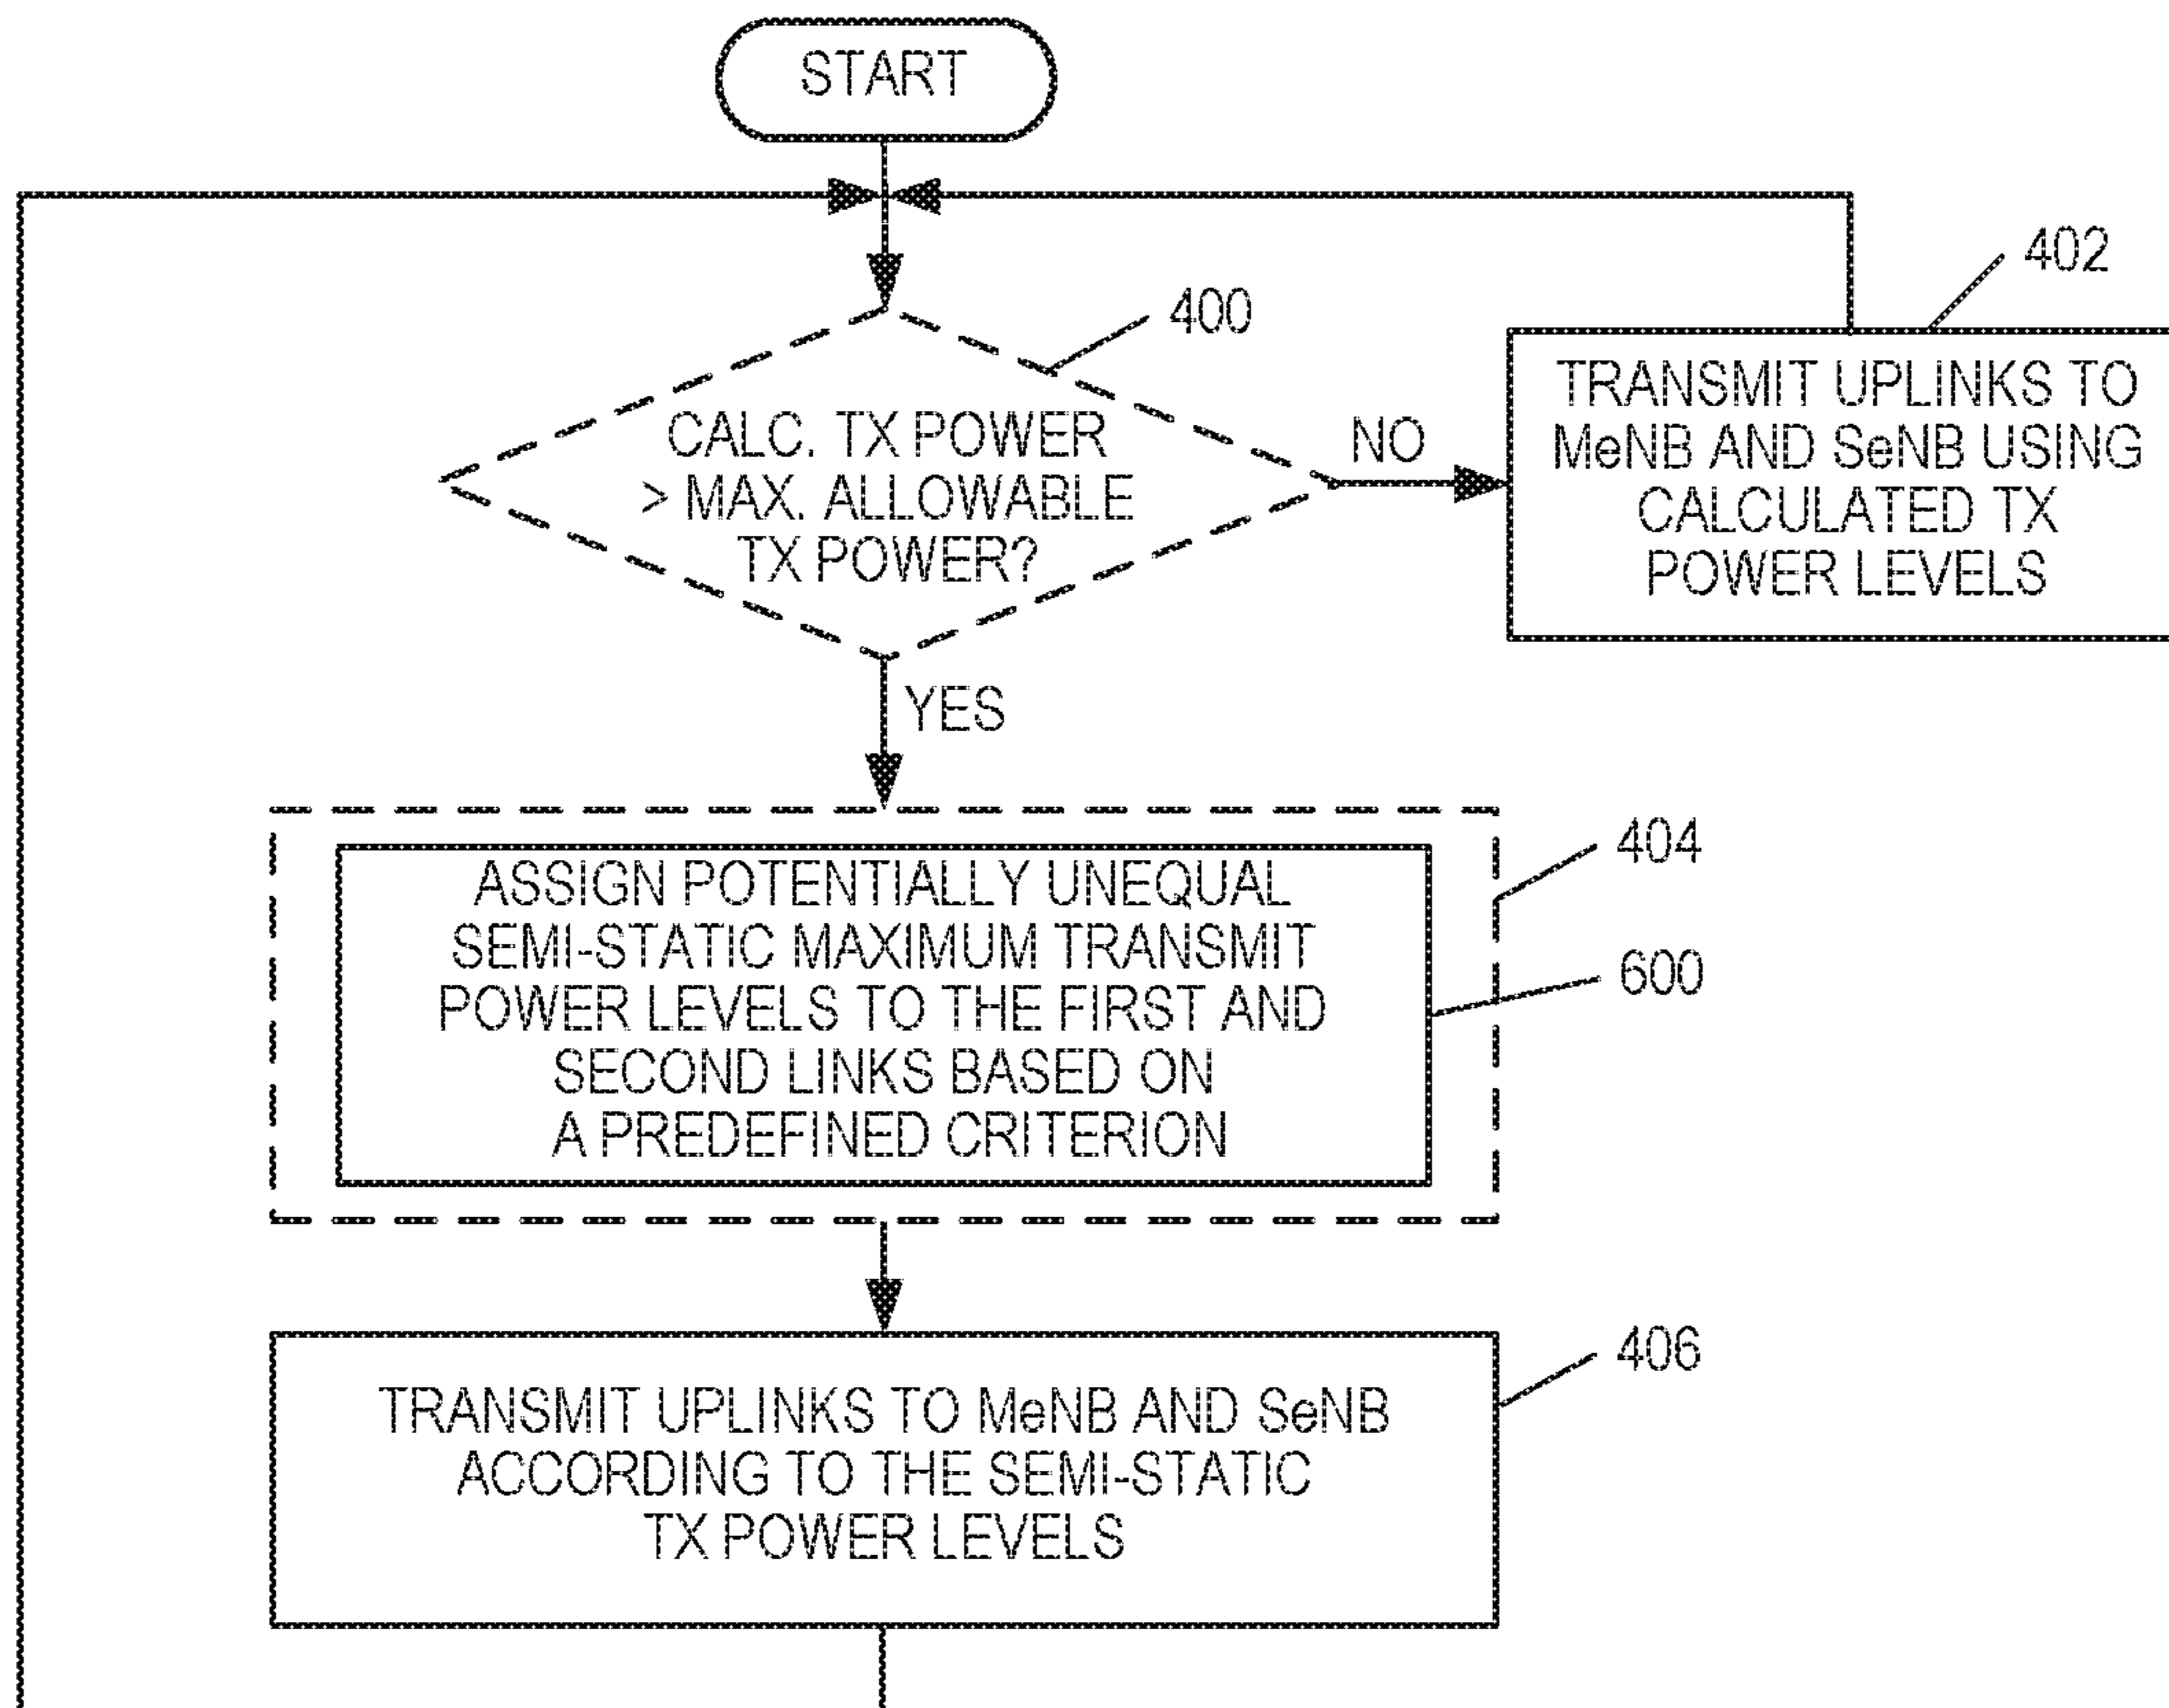 START
402
400
CALC. TX POWER
> MAX. ALLOWABLE
TX POWER?
NO
TRANSMIT UPLINKS TO
MeNB AND SeNB USING
CALCULATED TX
POWER LEVELS
YES
404
ASSIGN POTENTIALLY UNEQUAL
SEMI-STATIC MAXIMUM TRANSMIT
POWER LEVELS TO THE FIRST AND
SECOND LINKS BASED ON
A PREDEFINED CRITERION
600
406
TRANSMIT UPLINKS TO MeNB AND SeNB
ACCORDING TO THE SEMI-STATIC
TX POWER LEVELS